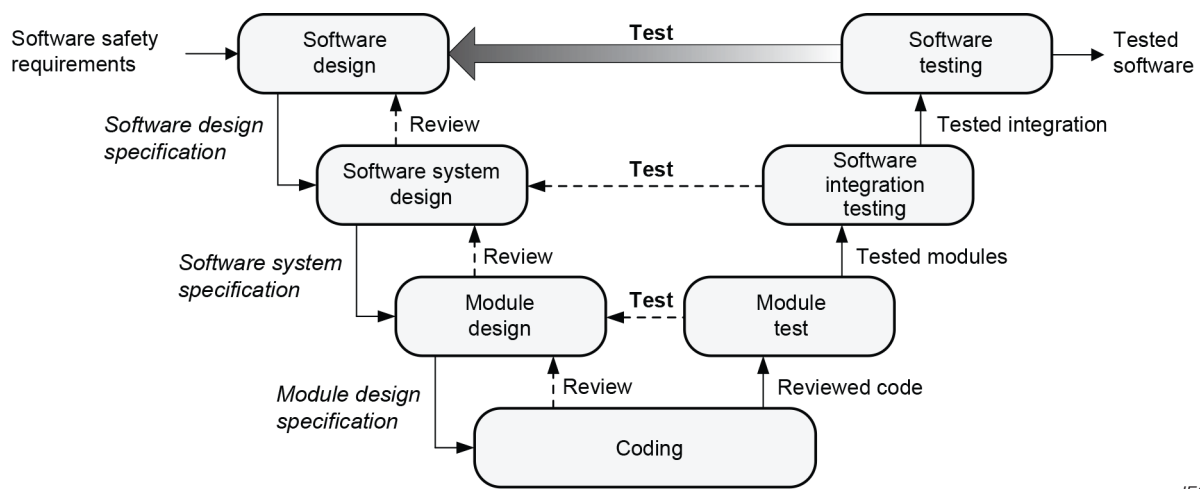 Software safety
requirements
Software
design
Test
Software
testing
Tested
software
Software design
specification
Review
Tested integration
Software system
design
Test
Software
integration
testing
Software system
specification
Review
Tested modules
Module
design
Test
Module
test
Module design
specification
Review
Reviewed code
Coding